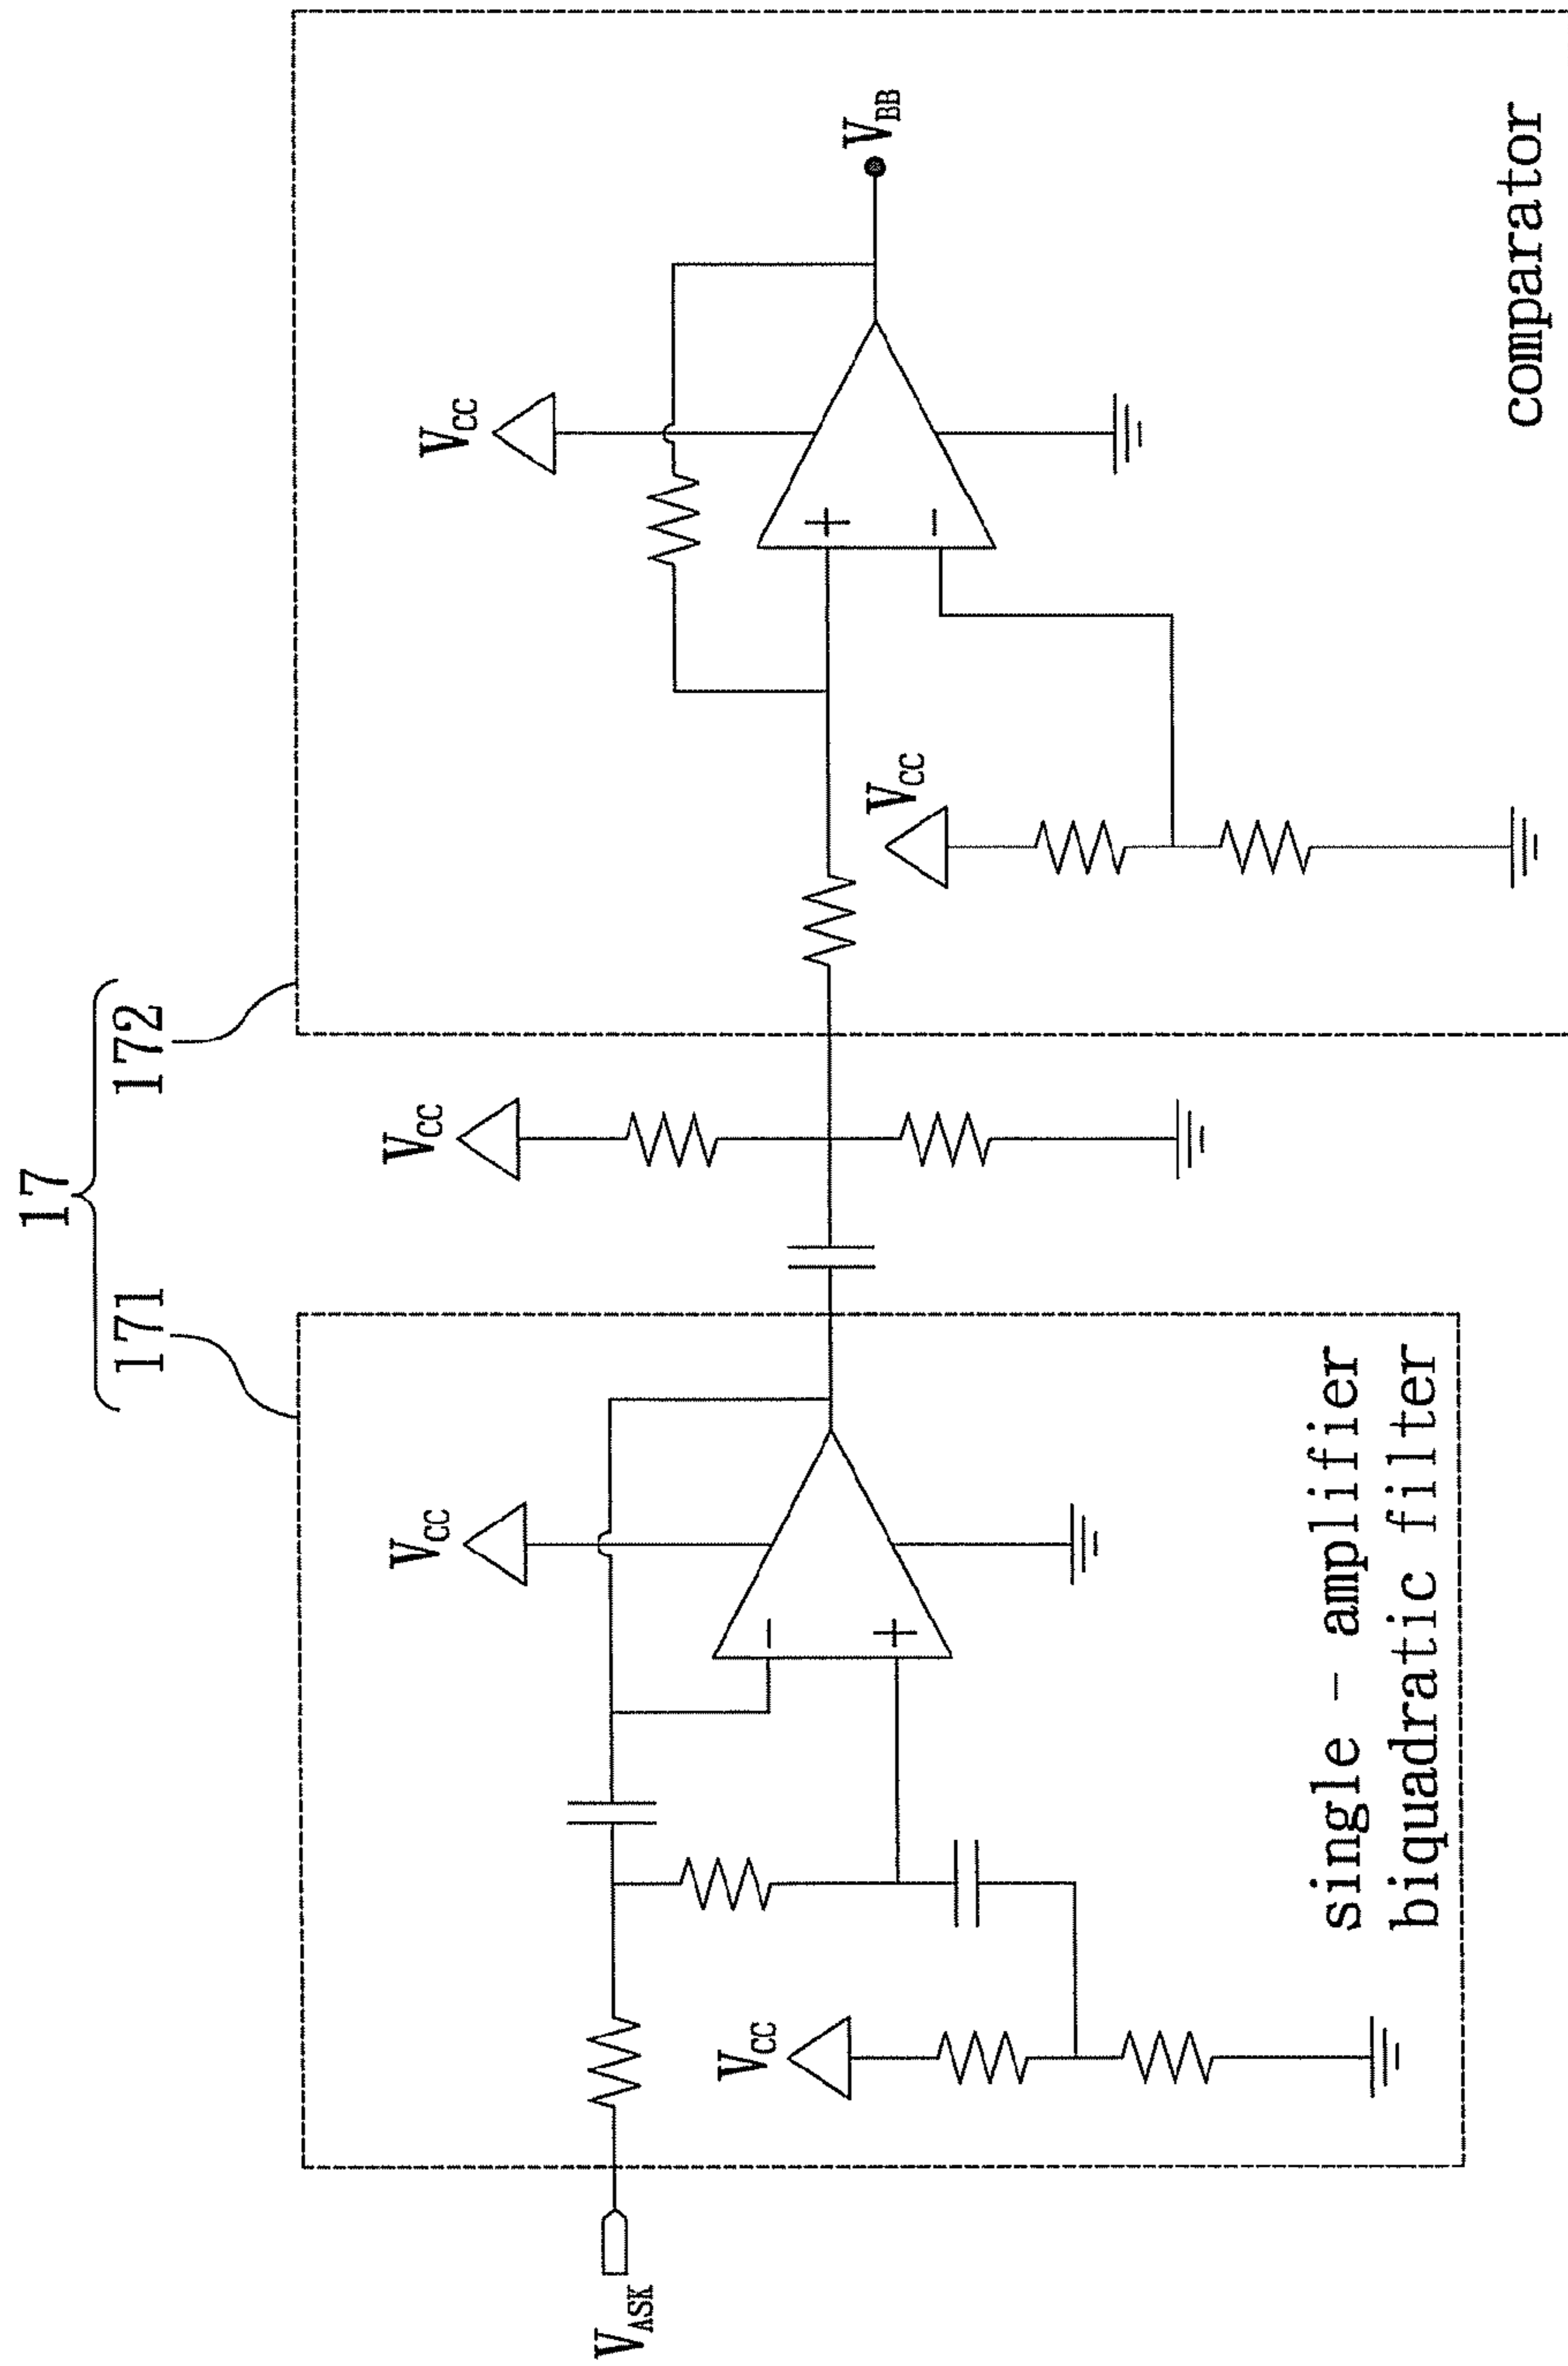 17
171
172
V_CC
V_CC
V_CC
V_CC
V_CC
V_ASK
V_BB
-
+
+
-
single - amplifier
biquadratic filter
comparator